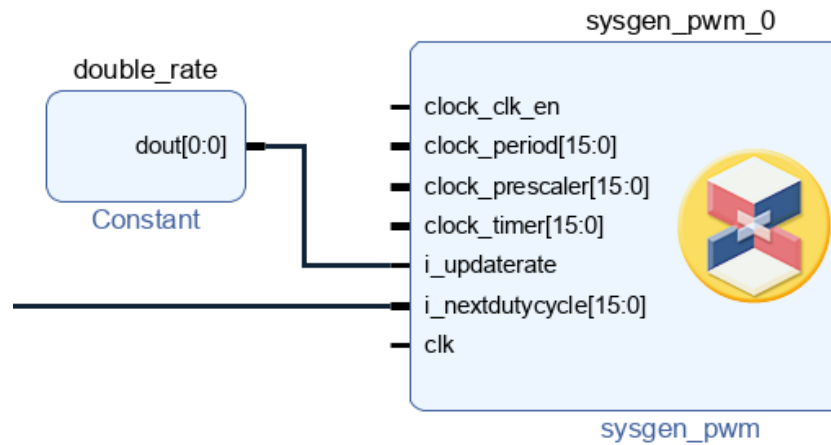 sysgen_pwm_0
double_rate
dout[0:0]
Constant
clock_clk_en
clock_period[15:0]
clock_prescaler[15:0]
clock_timer[15:0]
i_updaterate
i_nextdutycycle[15:0]
clk
sysgen_pwm